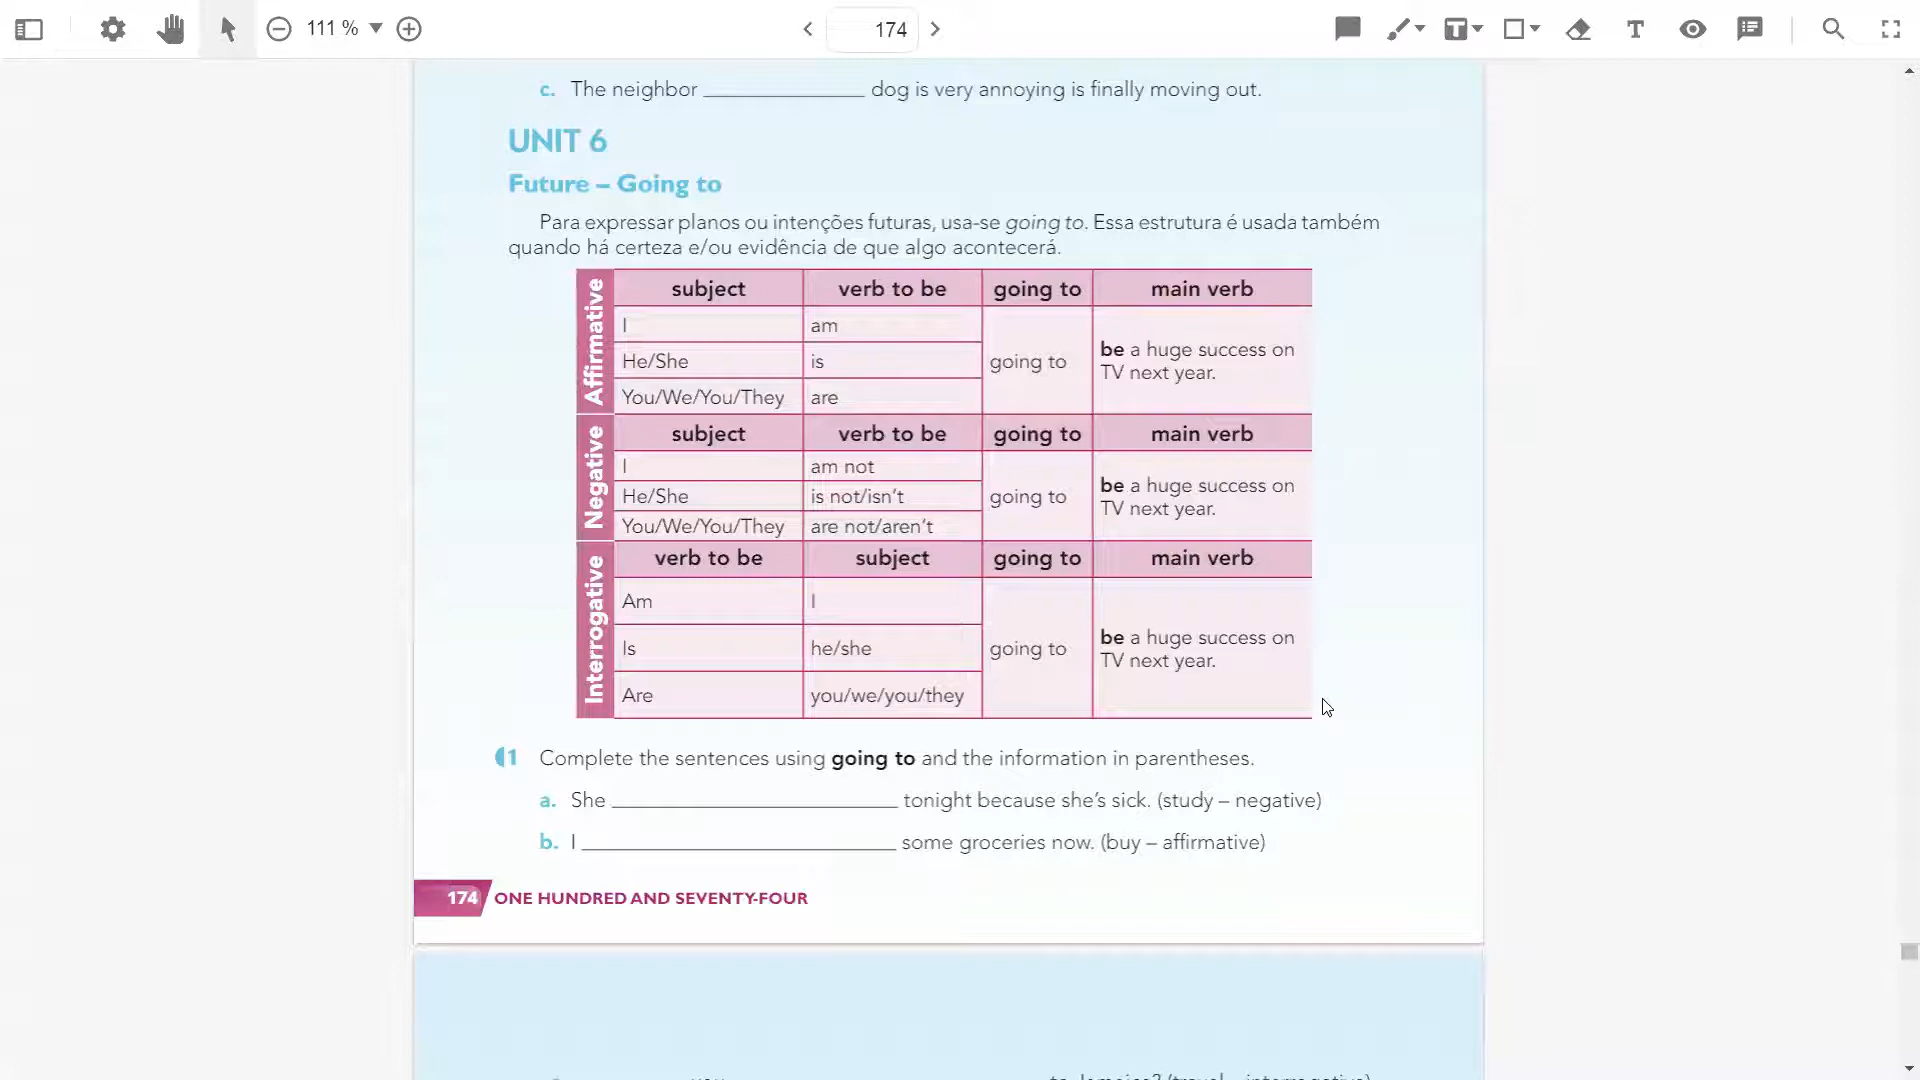 111 %
174
c. The neighbor ______________ dog is very annoying is finally moving out.
UNIT 6
Future – Going to
Para expressar planos ou intenções futuras, usa-se going to. Essa estrutura é usada também
quando há certeza e/ou evidência de que algo acontecerá.
Affirmative
subject verb to be going to main verb
I am
He/She is going to be a huge success on
TV next year.
You/We/You/They are
Negative
subject verb to be going to main verb
I am not
He/She is not/isn't going to be a huge success on
TV next year.
You/We/You/They are not/aren't
Interrogative
verb to be subject going to main verb
Am I
Is he/she going to be a huge success on
TV next year.
Are you/we/you/they
1 Complete the sentences using going to and the information in parentheses.
a. She _________________________ tonight because she's sick. (study – negative)
b. I ____________________________ some groceries now. (buy – affirmative)
174 ONE HUNDRED AND SEVENTY-FOUR